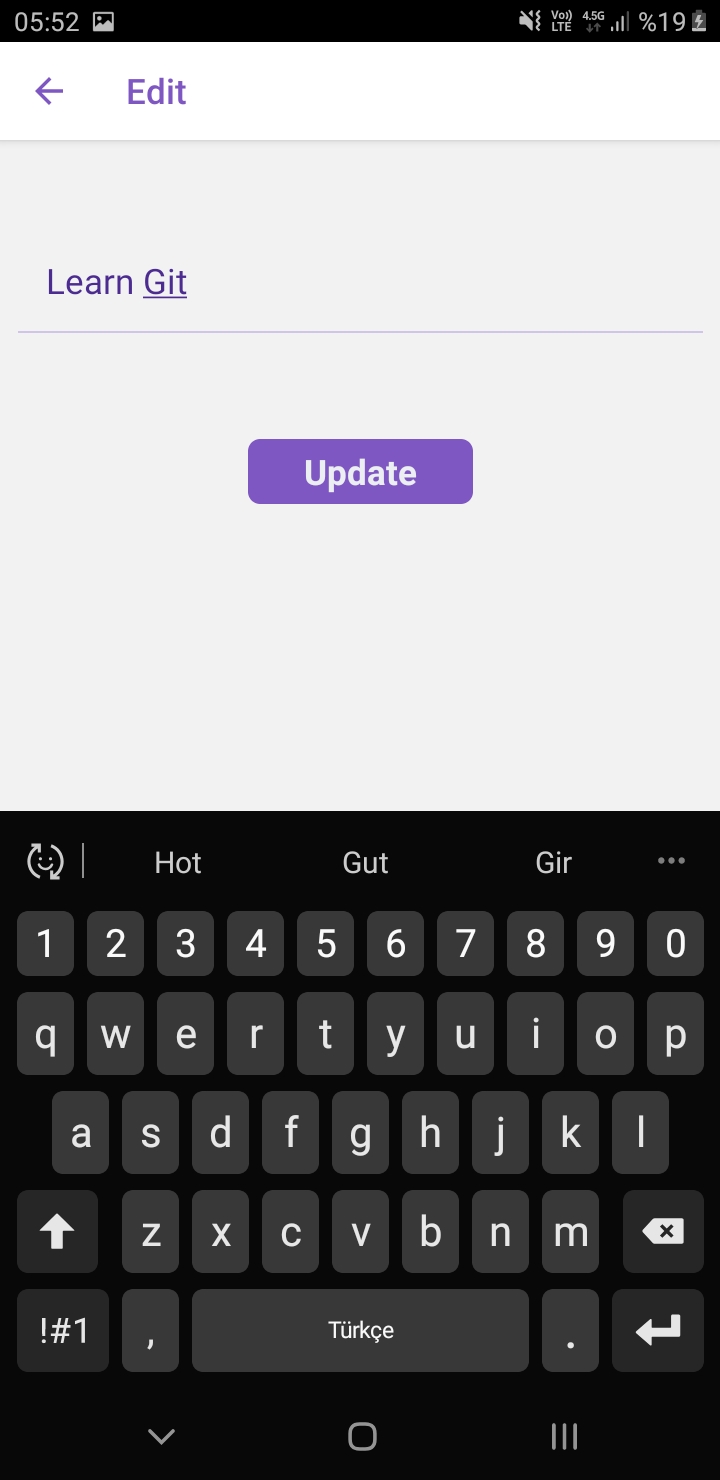 05:52 Vo)) LTE 4.5G %19
Edit
Learn Git
Update
Hot Gut Gir
1 2 3 4 5 6 7 8 9 0
q w e r t y u i o p
a s d f g h j k l
z x c v b n m
!#1 , Türkçe .